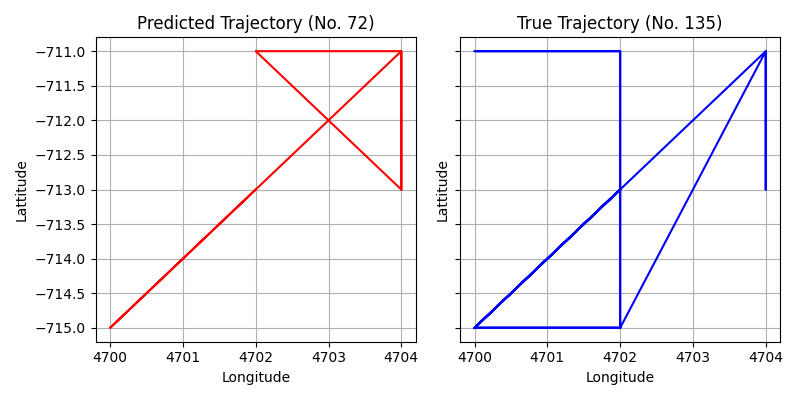 Predicted Trajectory (No. 72)
True Trajectory (No. 135)
−711.0
−711.5
−712.0
−712.5
−713.0
−713.5
−714.0
−714.5
−715.0
Lattitude
Lattitude
4700 4701 4702 4703 4704
4700 4701 4702 4703 4704
Longitude
Longitude